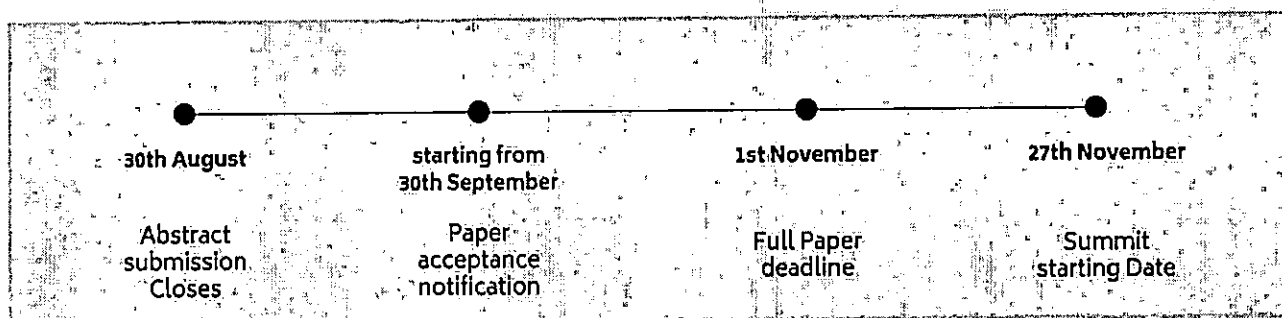 30th August
Abstract
submission
Closes
starting from
30th September
Paper
acceptance
notification
1st November
Full Paper
deadline
27th November
Summit
starting Date